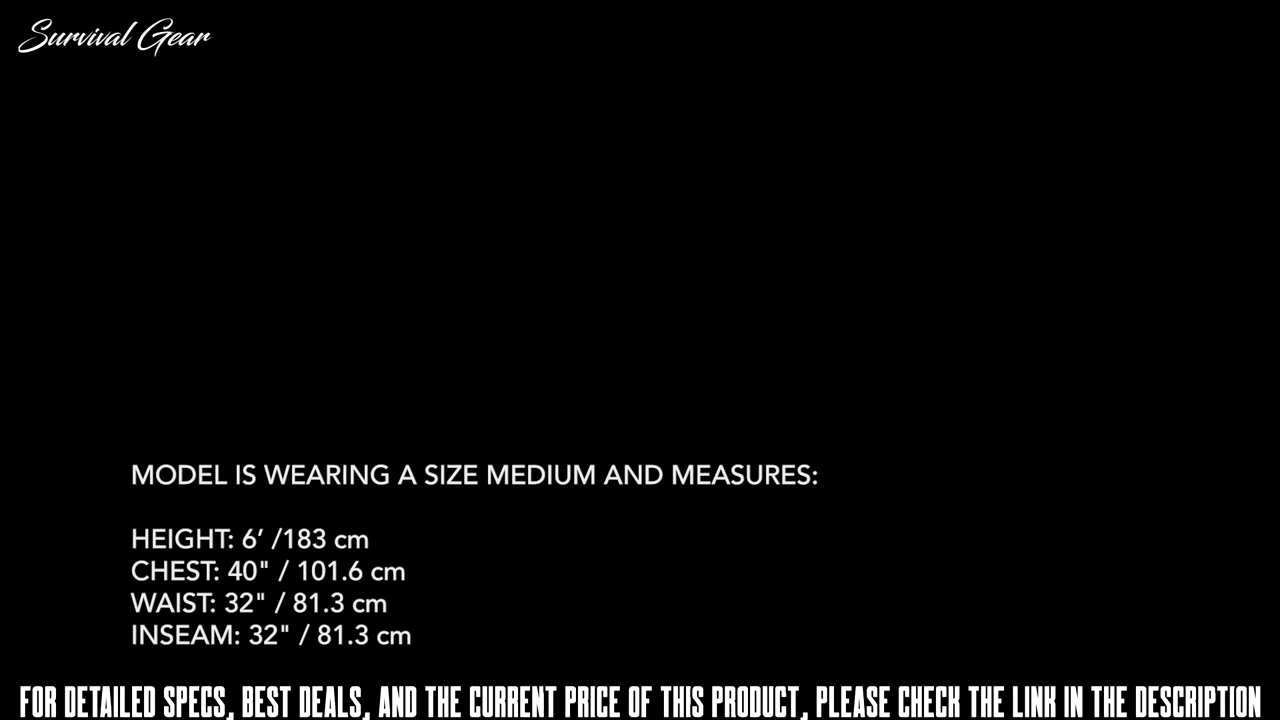 Survival Gear
MODEL IS WEARING A SIZE MEDIUM AND MEASURES:
HEIGHT: 6’ /183 cm
CHEST: 40" / 101.6 cm
WAIST: 32" / 81.3 cm
INSEAM: 32" / 81.3 cm
FOR DETAILED SPECS, BEST DEALS, AND THE CURRENT PRICE OF THIS PRODUCT, PLEASE CHECK THE LINK IN THE DESCRIPTION